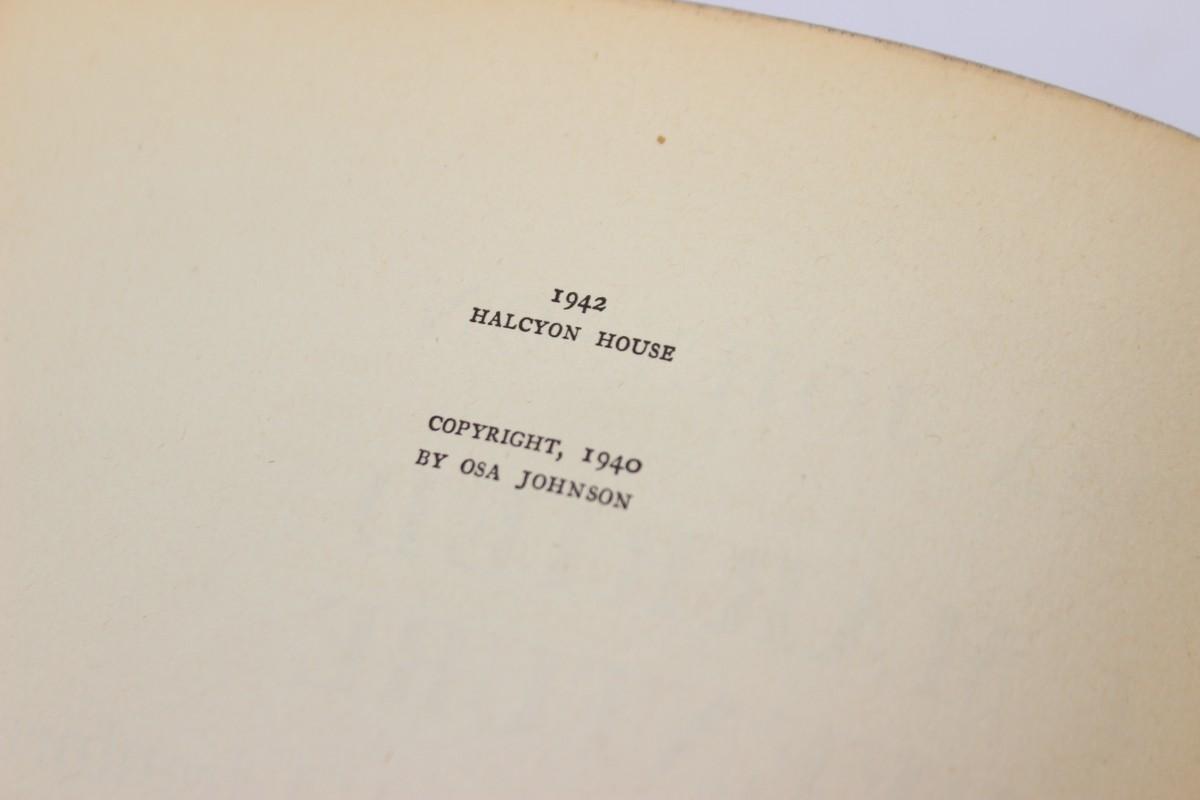 1942
HALCYON HOUSE
COPYRIGHT, 1940
BY OSA JOHNSON